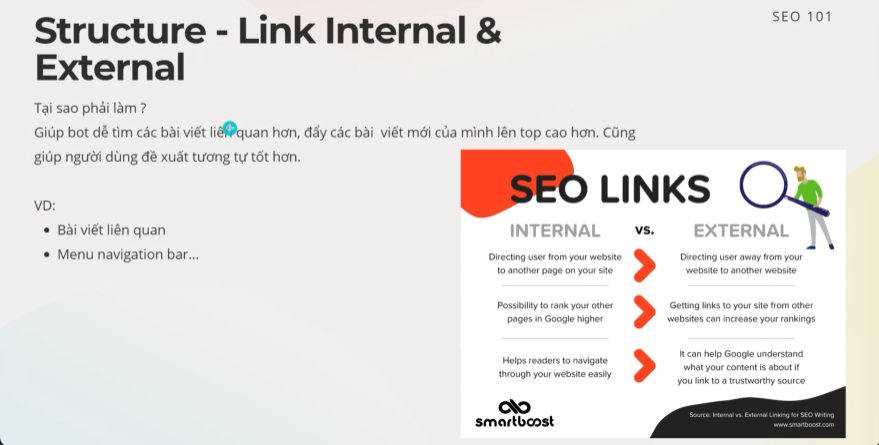 SEO 101
Structure - Link Internal &
External
Tại sao phải làm ?
Giúp bot dễ tìm các bài viết liên quan hơn, đẩy các bài viết mới của mình lên top cao hơn. Cũng
giúp người dùng đề xuất tương tự tốt hơn.
VD:
• Bài viết liên quan
• Menu navigation bar...
SEO LINKS
INTERNAL vs. EXTERNAL
Directing user from your website
to another page on your site
Directing user away from your
website to another website
Possibility to rank your other
pages in Google higher
Getting links to your site from other
websites can increase your rankings
Helps readers to navigate
through your website easily
It can help Google understand
what your content is about if
you link to a trustworthy source
smartboost
Source: Internal vs. External Linking for SEO Writing
www.smartboost.com